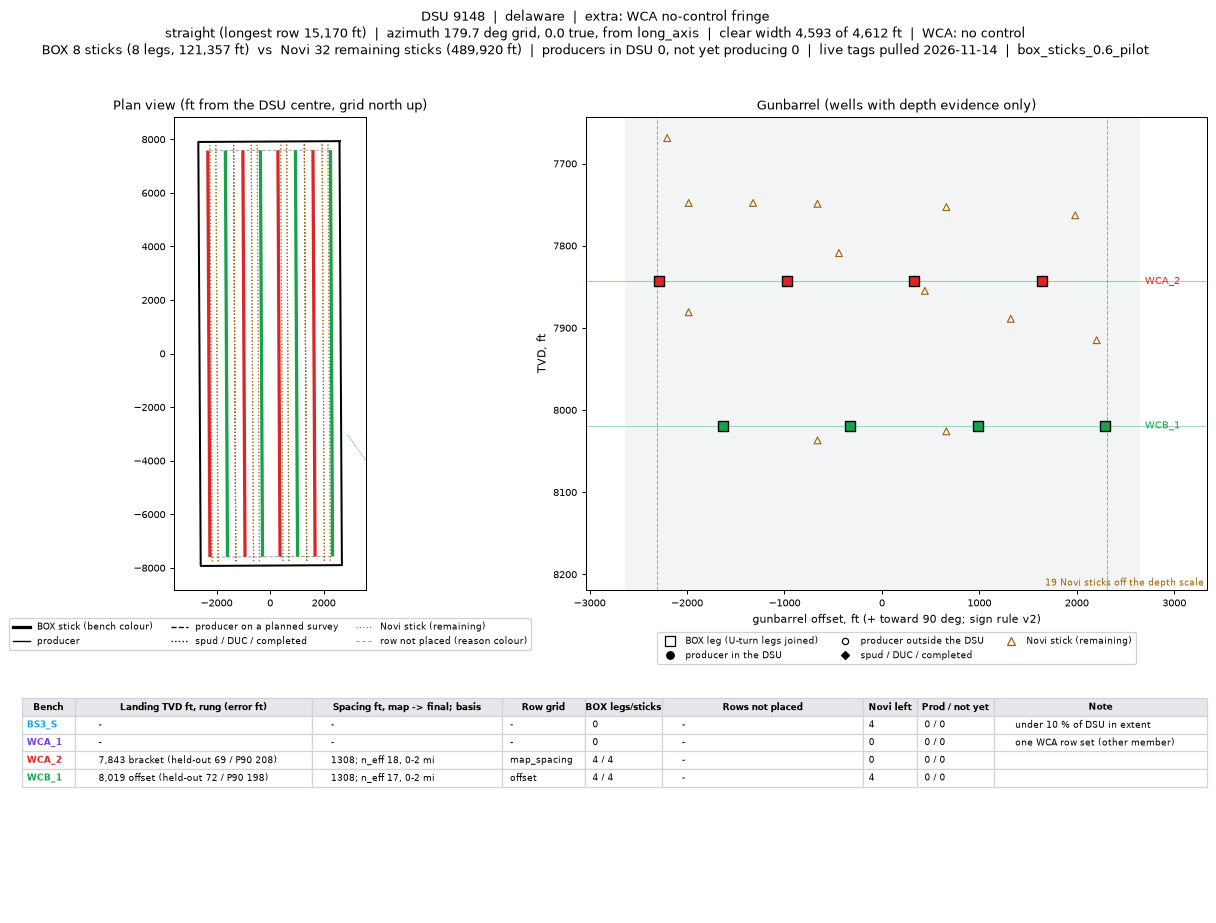 DSU 9148 | delaware | extra: WCA no-control fringe
straight (longest row 15,170 ft) | azimuth 179.7 deg grid, 0.0 true, from long_axis | clear width 4,593 of 4,612 ft | WCA: no control
BOX 8 sticks (8 legs, 121,357 ft) vs Novi 32 remaining sticks (489,920 ft) | producers in DSU 0, not yet producing 0 | live tags pulled 2026-11-14 | box_sticks_0.6_pilot
Plan view (ft from the DSU centre, grid north up)
8000
6000
4000
2000
0
−2000
−4000
−6000
−8000
−2000 0 2000
BOX stick (bench colour)
producer
producer on a planned survey
spud / DUC / completed
Novi stick (remaining)
row not placed (reason colour)
Gunbarrel (wells with depth evidence only)
TVD, ft
7700
7800
7900
8000
8100
8200
WCA_2
WCB_1
19 Novi sticks off the depth scale
−3000 −2000 −1000 0 1000 2000 3000
gunbarrel offset, ft (+ toward 90 deg; sign rule v2)
BOX leg (U-turn legs joined)
producer in the DSU
producer outside the DSU
spud / DUC / completed
Novi stick (remaining)
Bench Landing TVD ft, rung (error ft) Spacing ft, map -> final; basis Row grid BOX legs/sticks Rows not placed Novi left Prod / not yet Note
BS3_S - - - 0 - 4 0 / 0 under 10 % of DSU in extent
WCA_1 - - - 0 - 0 0 / 0 one WCA row set (other member)
WCA_2 7,843 bracket (held-out 69 / P90 208) 1308; n_eff 18, 0-2 mi map_spacing 4 / 4 - 0 0 / 0
WCB_1 8,019 offset (held-out 72 / P90 198) 1308; n_eff 17, 0-2 mi offset 4 / 4 - 4 0 / 0